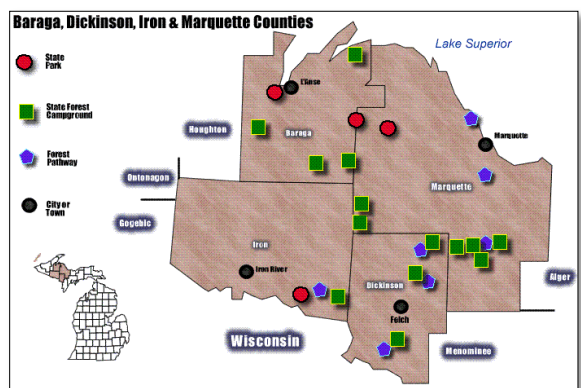 Baraga, Dickinson, Iron & Marquette Counties
Lake Superior
State
Park
State Forest
Campground
Forest
Pathway
City or
Town
L'Anse
Houghton
Baraga
Marquette
Ontonagon
Marquette
Gogebic
Iron
Iron River
Dickinson
Alger
Felch
Wisconsin
Menominee